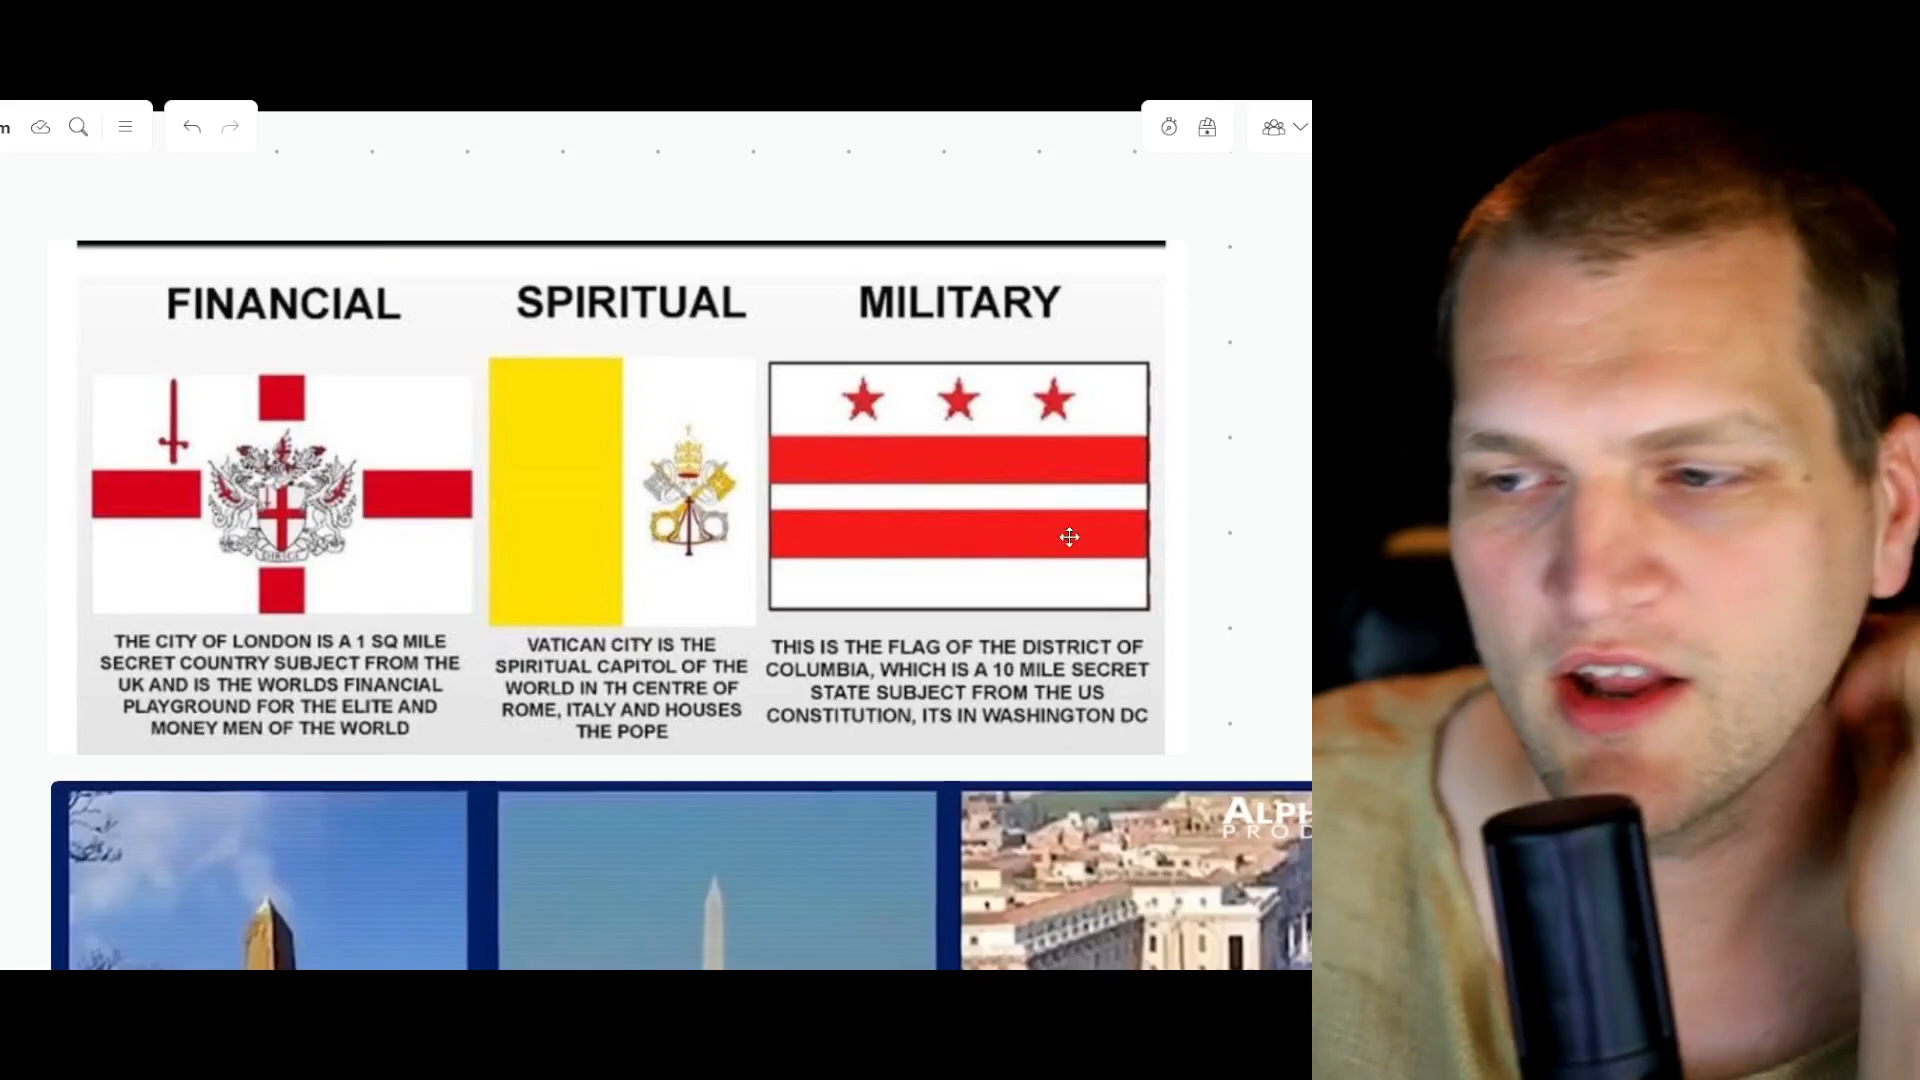 m
FINANCIAL
SPIRITUAL
MILITARY
DIRIGE
THE CITY OF LONDON IS A 1 SQ MILE
SECRET COUNTRY SUBJECT FROM THE
UK AND IS THE WORLDS FINANCIAL
PLAYGROUND FOR THE ELITE AND
MONEY MEN OF THE WORLD
VATICAN CITY IS THE
SPIRITUAL CAPITOL OF THE
WORLD IN TH CENTRE OF
ROME, ITALY AND HOUSES
THE POPE
THIS IS THE FLAG OF THE DISTRICT OF
COLUMBIA, WHICH IS A 10 MILE SECRET
STATE SUBJECT FROM THE US
CONSTITUTION, ITS IN WASHINGTON DC
ALPH
PROD